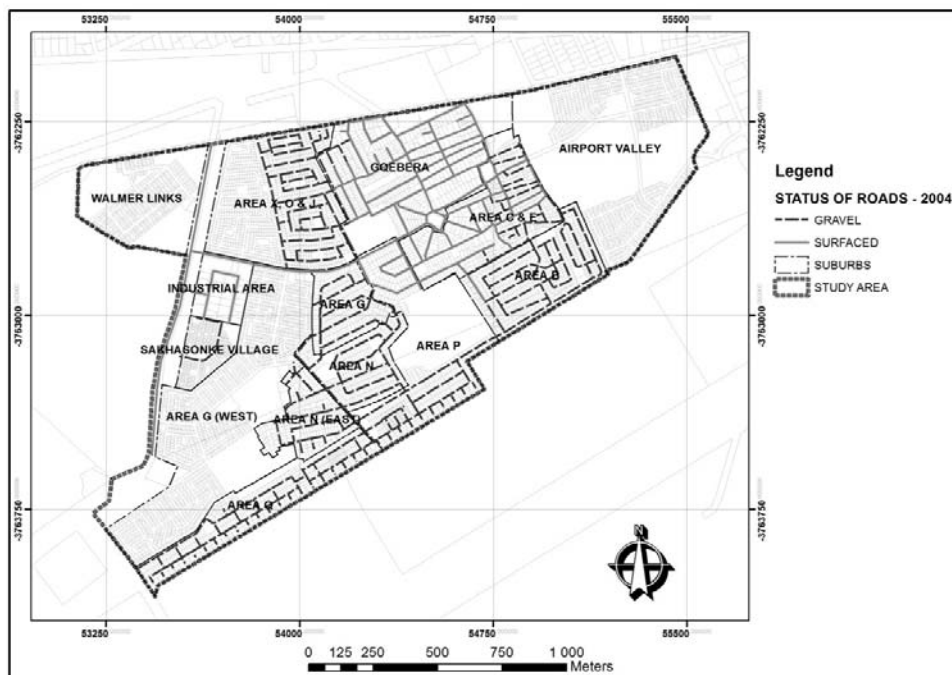 53250 54000 54750 55500
-3762250 -3762250
-3763000 -3763000
-3763750 -3763750
WALMER LINKS
GQEBERA
AIRPORT VALLEY
AREA X, O & J
AREA C & F
INDUSTRIAL AREA
AREA B
AREA G
SAKHASONKE VILLAGE
AREA P
AREA N
AREA G (WEST)
AREA N (EAST)
AREA Q
N
53250 54000 54750 55500
0 125 250 500 750 1 000
Meters
Legend
STATUS OF ROADS - 2004
GRAVEL
SURFACED
SUBURBS
STUDY AREA